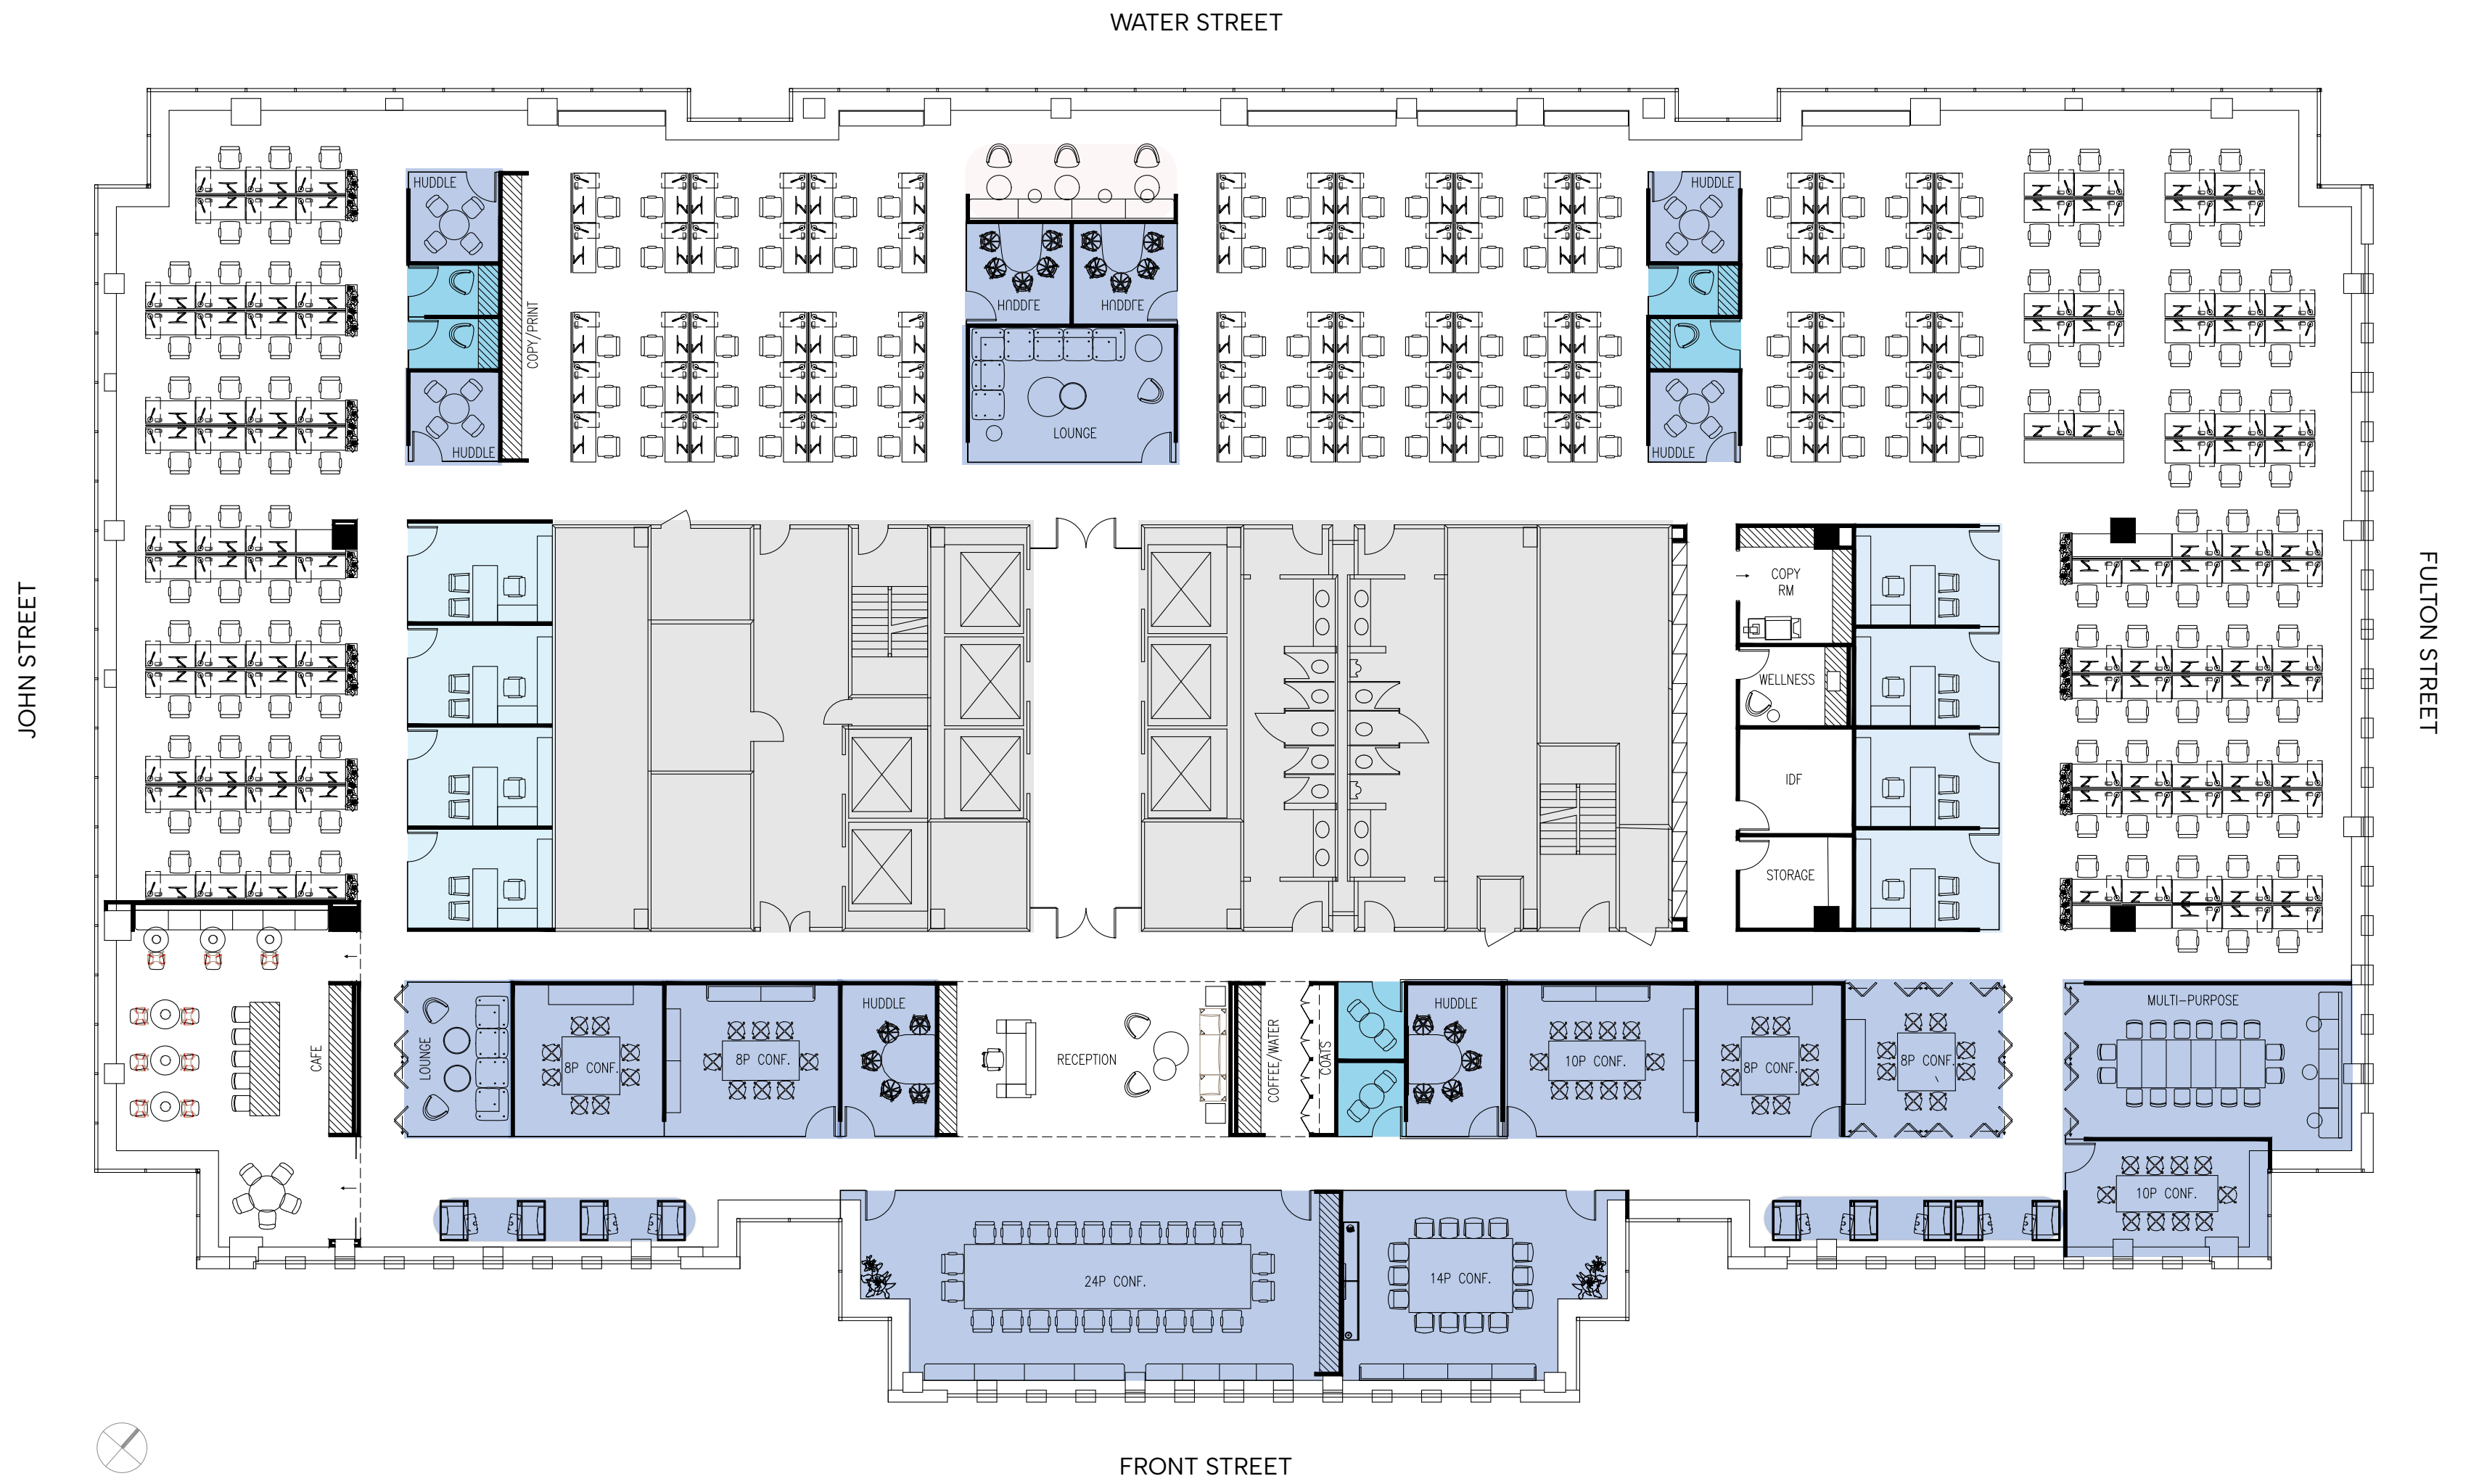 WATER STREET
HUDDLE
HUDDLE
COPY/PRINT
HUDDLE
HUDDLE
HUDDLE
LOUNGE
HUDDLE
HUDDLE
JOHN STREET
FULTON STREET
COPY
RM
WELLNESS
IDF
STORAGE
CAFE
LOUNGE
8P CONF.
8P CONF.
HUDDLE
RECEPTION
COFFEE/WATER
COATS
HUDDLE
10P CONF.
8P CONF.
8P CONF.
MULTI-PURPOSE
10P CONF.
24P CONF.
14P CONF.
FRONT STREET